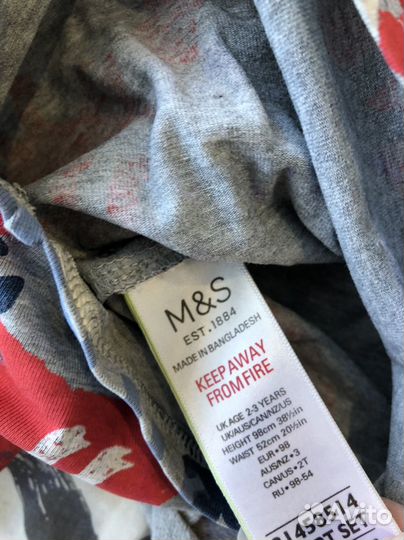 M&S
EST. 1884
MADE IN BANGLADESH
KEEP AWAY
FROM FIRE
UK AGE 2-3 YEARS
UK/AUS/CAN/NZ/US
HEIGHT 98cm 38½in
WAIST 52cm 20½in
EUR • 98
AUS/NZ • 3
CAN/US • 2T
RU • 98-54
SET
Avito